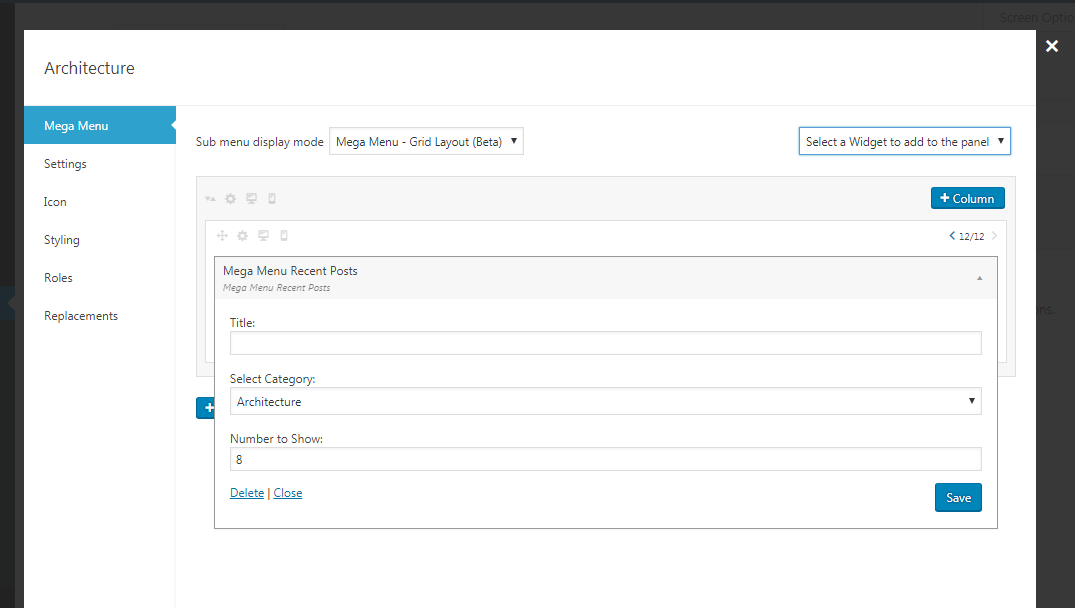 Screen Optio
Architecture
Mega Menu
Settings
Icon
Styling
Roles
Replacements
Sub menu display mode
Mega Menu - Grid Layout (Beta)
Select a Widget to add to the panel
+ Column
12/12
Mega Menu Recent Posts
Mega Menu Recent Posts
Title:
Select Category:
Architecture
Number to Show:
8
Delete | Close
Save
ns.